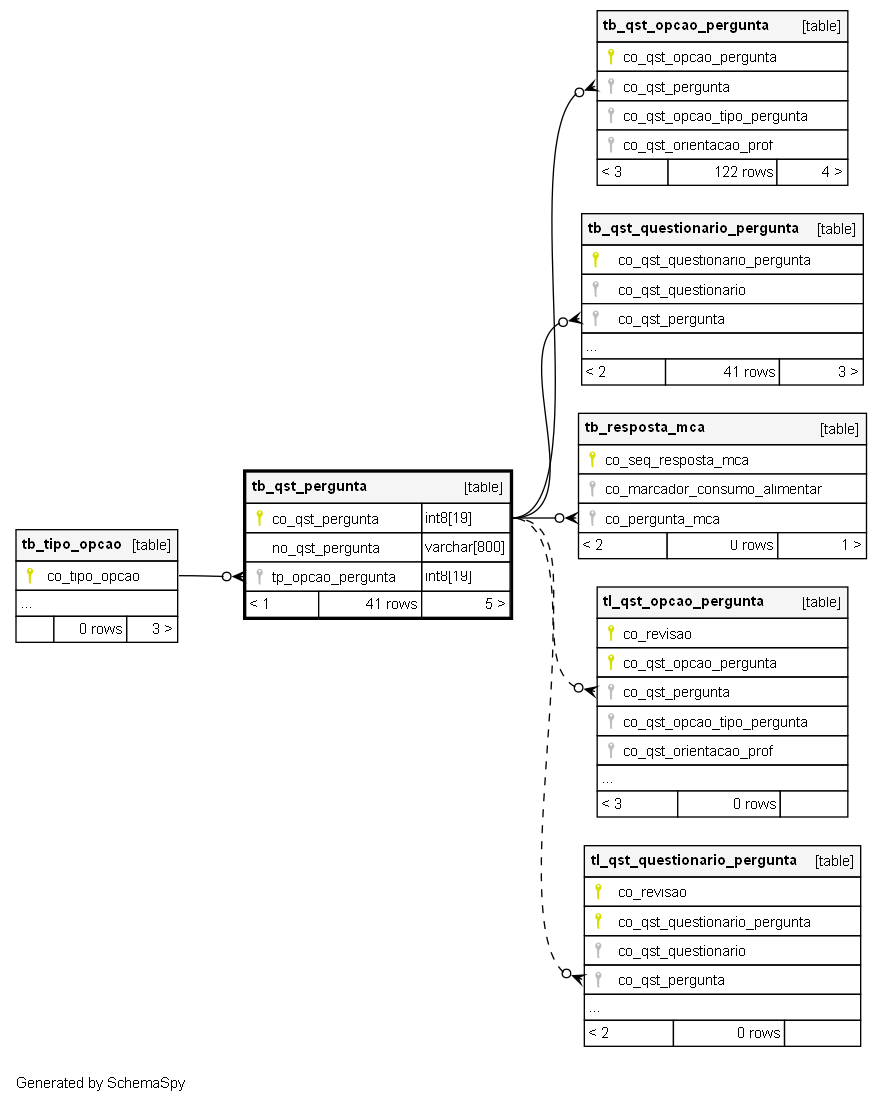 tb_qst_opcao_pergunta [table]
co_qst_opcao_pergunta
co_qst_pergunta
co_qst_opcao_tipo_pergunta
co_qst_orientacao_prof
< 3 122 rows 4 >
tb_qst_questionario_pergunta [table]
co_qst_questionario_pergunta
co_qst_questionario
co_qst_pergunta
...
< 2 41 rows 3 >
tb_resposta_mca [table]
co_seq_resposta_mca
co_marcador_consumo_alimentar
co_pergunta_mca
< 2 0 rows 1 >
tb_qst_pergunta [table]
co_qst_pergunta int8[19]
no_qst_pergunta varchar[800]
tp_opcao_pergunta int8[19]
< 1 41 rows 5 >
tb_tipo_opcao [table]
co_tipo_opcao
...
0 rows 3 >
tl_qst_opcao_pergunta [table]
co_revisao
co_qst_opcao_pergunta
co_qst_pergunta
co_qst_opcao_tipo_pergunta
co_qst_orientacao_prof
...
< 3 0 rows
tl_qst_questionario_pergunta [table]
co_revisao
co_qst_questionario_pergunta
co_qst_questionario
co_qst_pergunta
...
< 2 0 rows
Generated by SchemaSpy